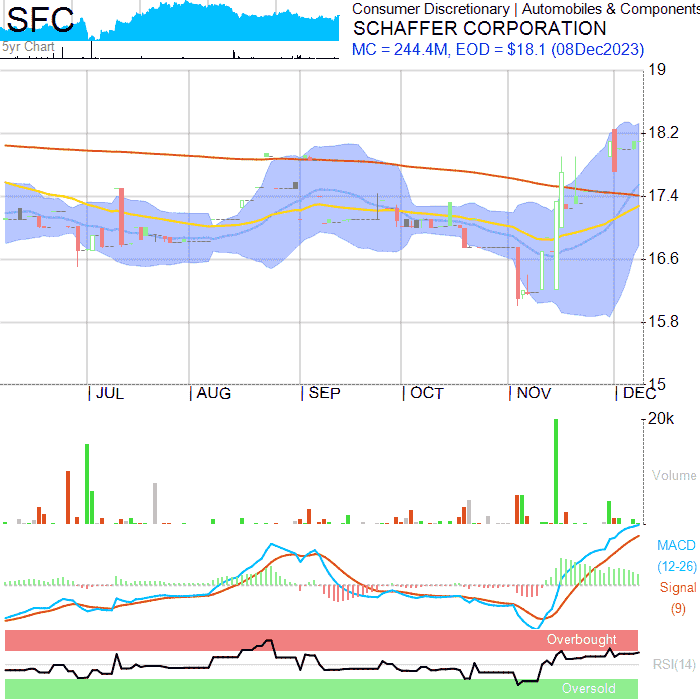 SFC
5yr Chart
Consumer Discretionary | Automobiles & Components
SCHAFFER CORPORATION
MC = 244.4M, EOD = $18.1 (08Dec2023)
19
18.2
17.4
16.6
15.8
15
JUL AUG SEP OCT NOV DEC
20k
Volume
MACD
(12-26)
Signal
(9)
Overbought
RSI(14)
Oversold